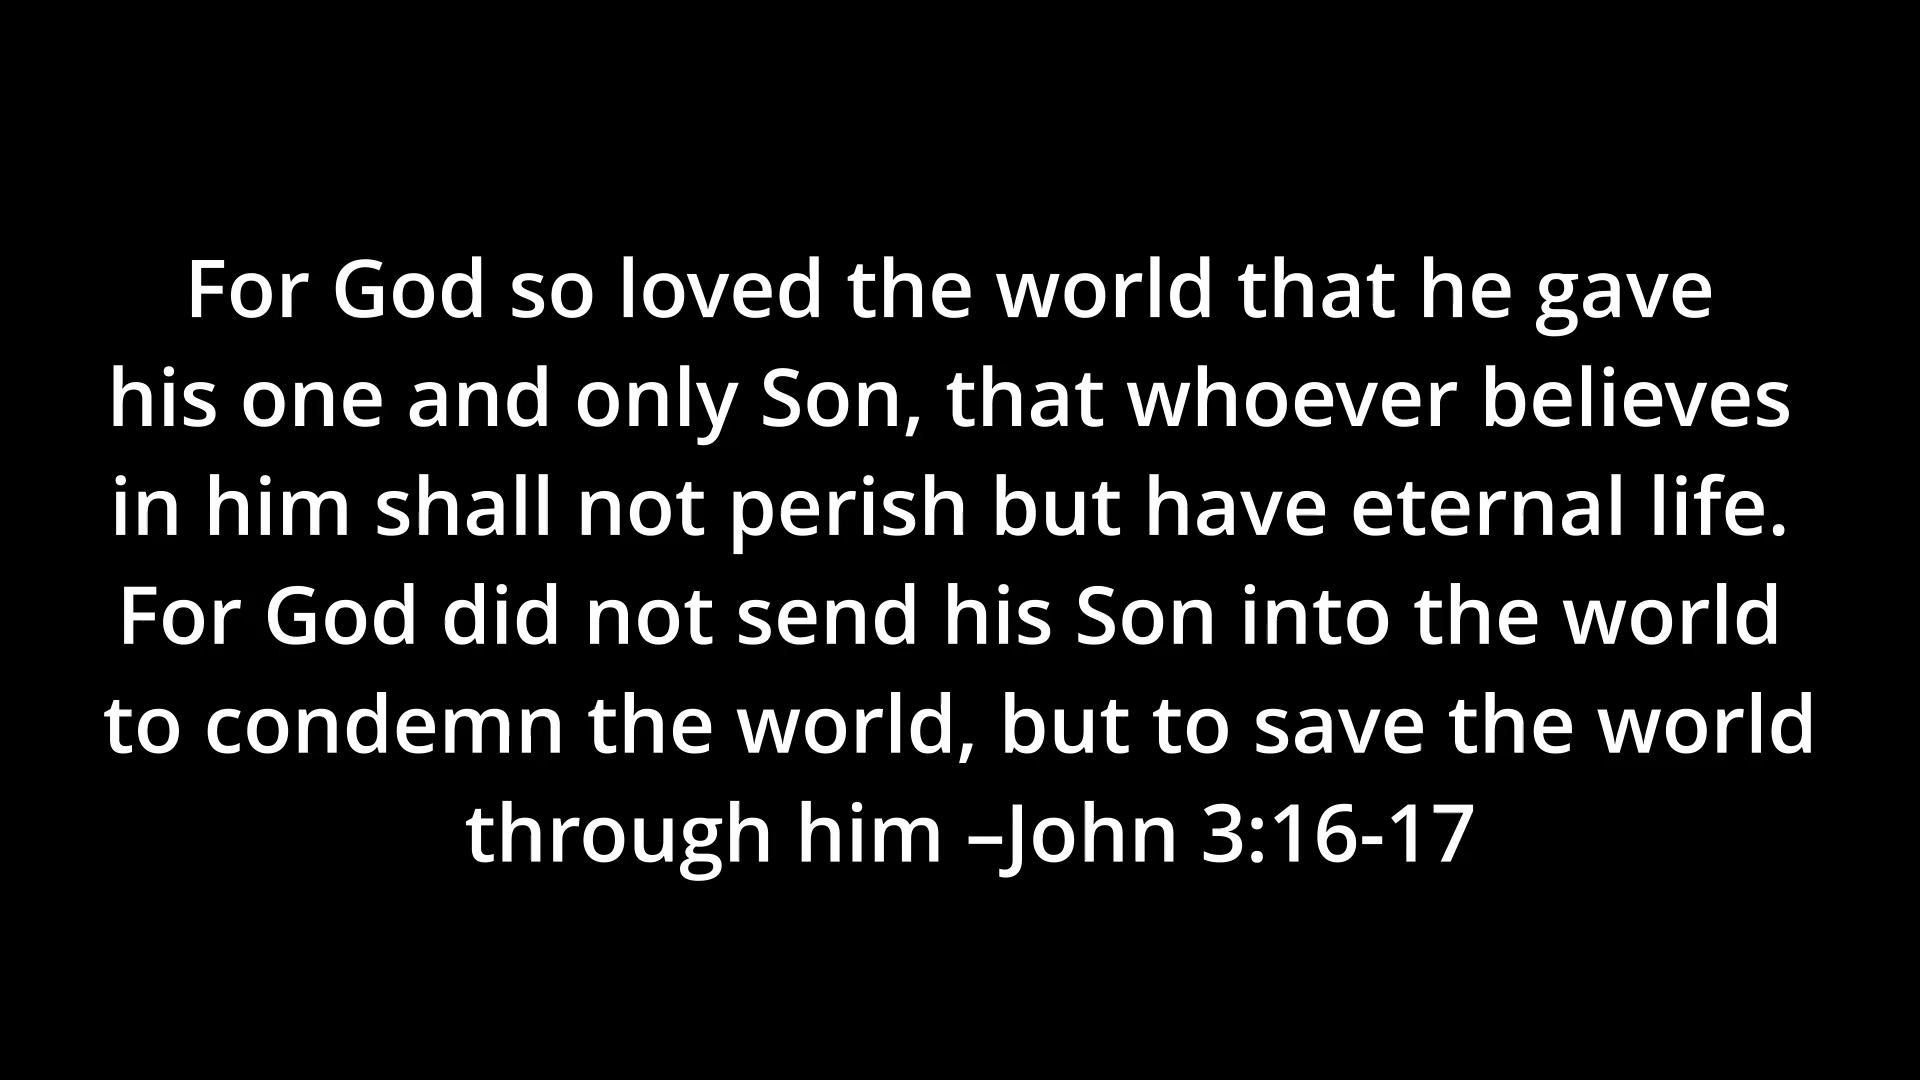 For God so loved the world that he gave
his one and only Son, that whoever believes
in him shall not perish but have eternal life.
For God did not send his Son into the world
to condemn the world, but to save the world
through him –John 3:16-17